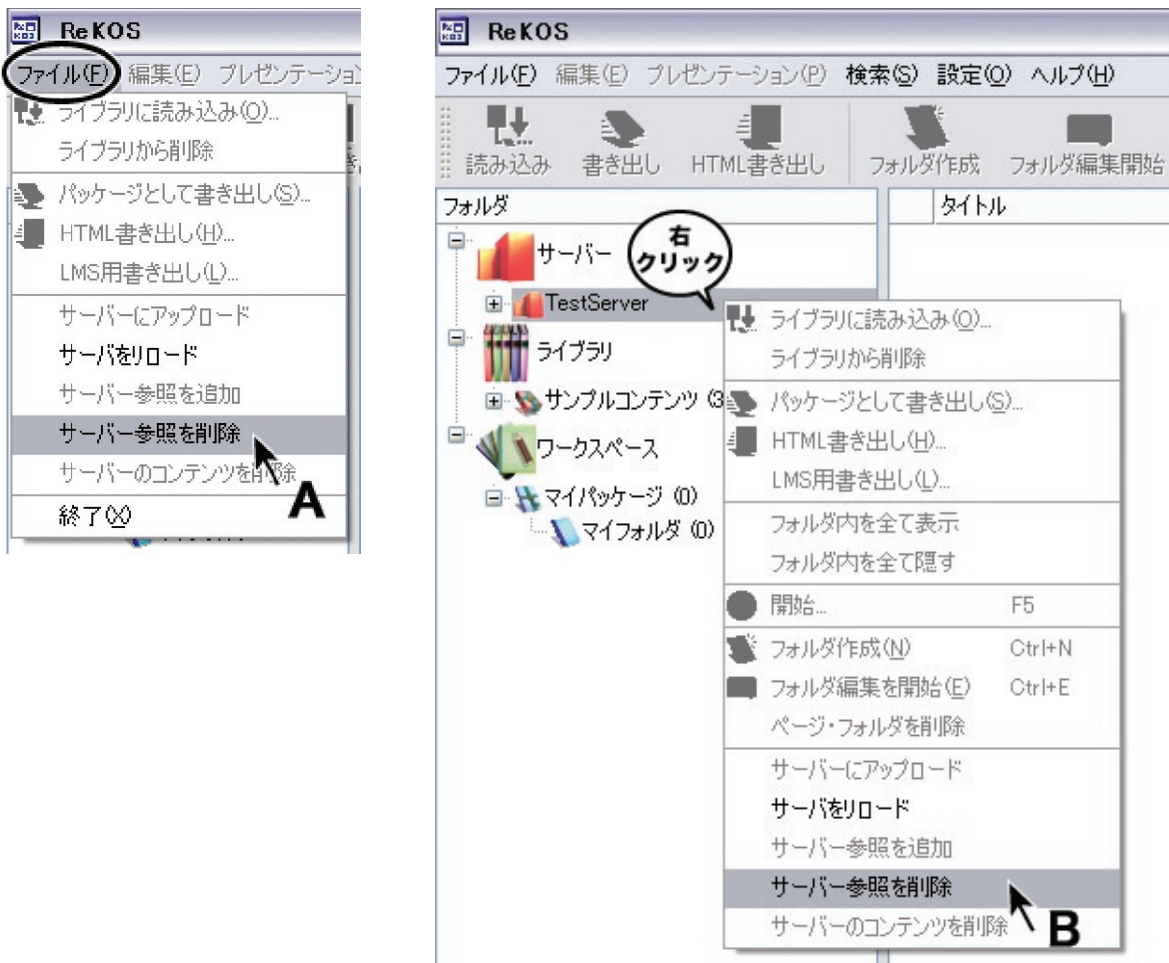 ReKOS
ファイル(F) 編集(E) プレゼンテーショ
ライブラリに読み込み(O)...
ライブラリから削除
パッケージとして書き出し(S)...
HTML書き出し(H)...
LMS用書き出し(L)...
サーバーにアップロード
サーバをリロード
サーバー参照を追加
サーバー参照を削除
サーバーのコンテンツを削除
A
終了(X)
ReKOS
ファイル(F) 編集(E) プレゼンテーション(P) 検索(S) 設定(O) ヘルプ(H)
読み込み 書き出し HTML書き出し フォルダ作成 フォルダ編集開始
フォルダ タイトル
サーバー
右
クリック
TestServer
ライブラリ
サンプルコンテンツ (3
ワークスペース
マイパッケージ (0)
マイフォルダ (0)
ライブラリに読み込み(O)...
ライブラリから削除
パッケージとして書き出し(S)...
HTML書き出し(H)...
LMS用書き出し(L)...
フォルダ内を全て表示
フォルダ内を全て隠す
開始... F5
フォルダ作成(N) Ctrl+N
フォルダ編集を開始(E) Ctrl+E
ページ・フォルダを削除
サーバーにアップロード
サーバをリロード
サーバー参照を追加
サーバー参照を削除
サーバーのコンテンツを削除
B